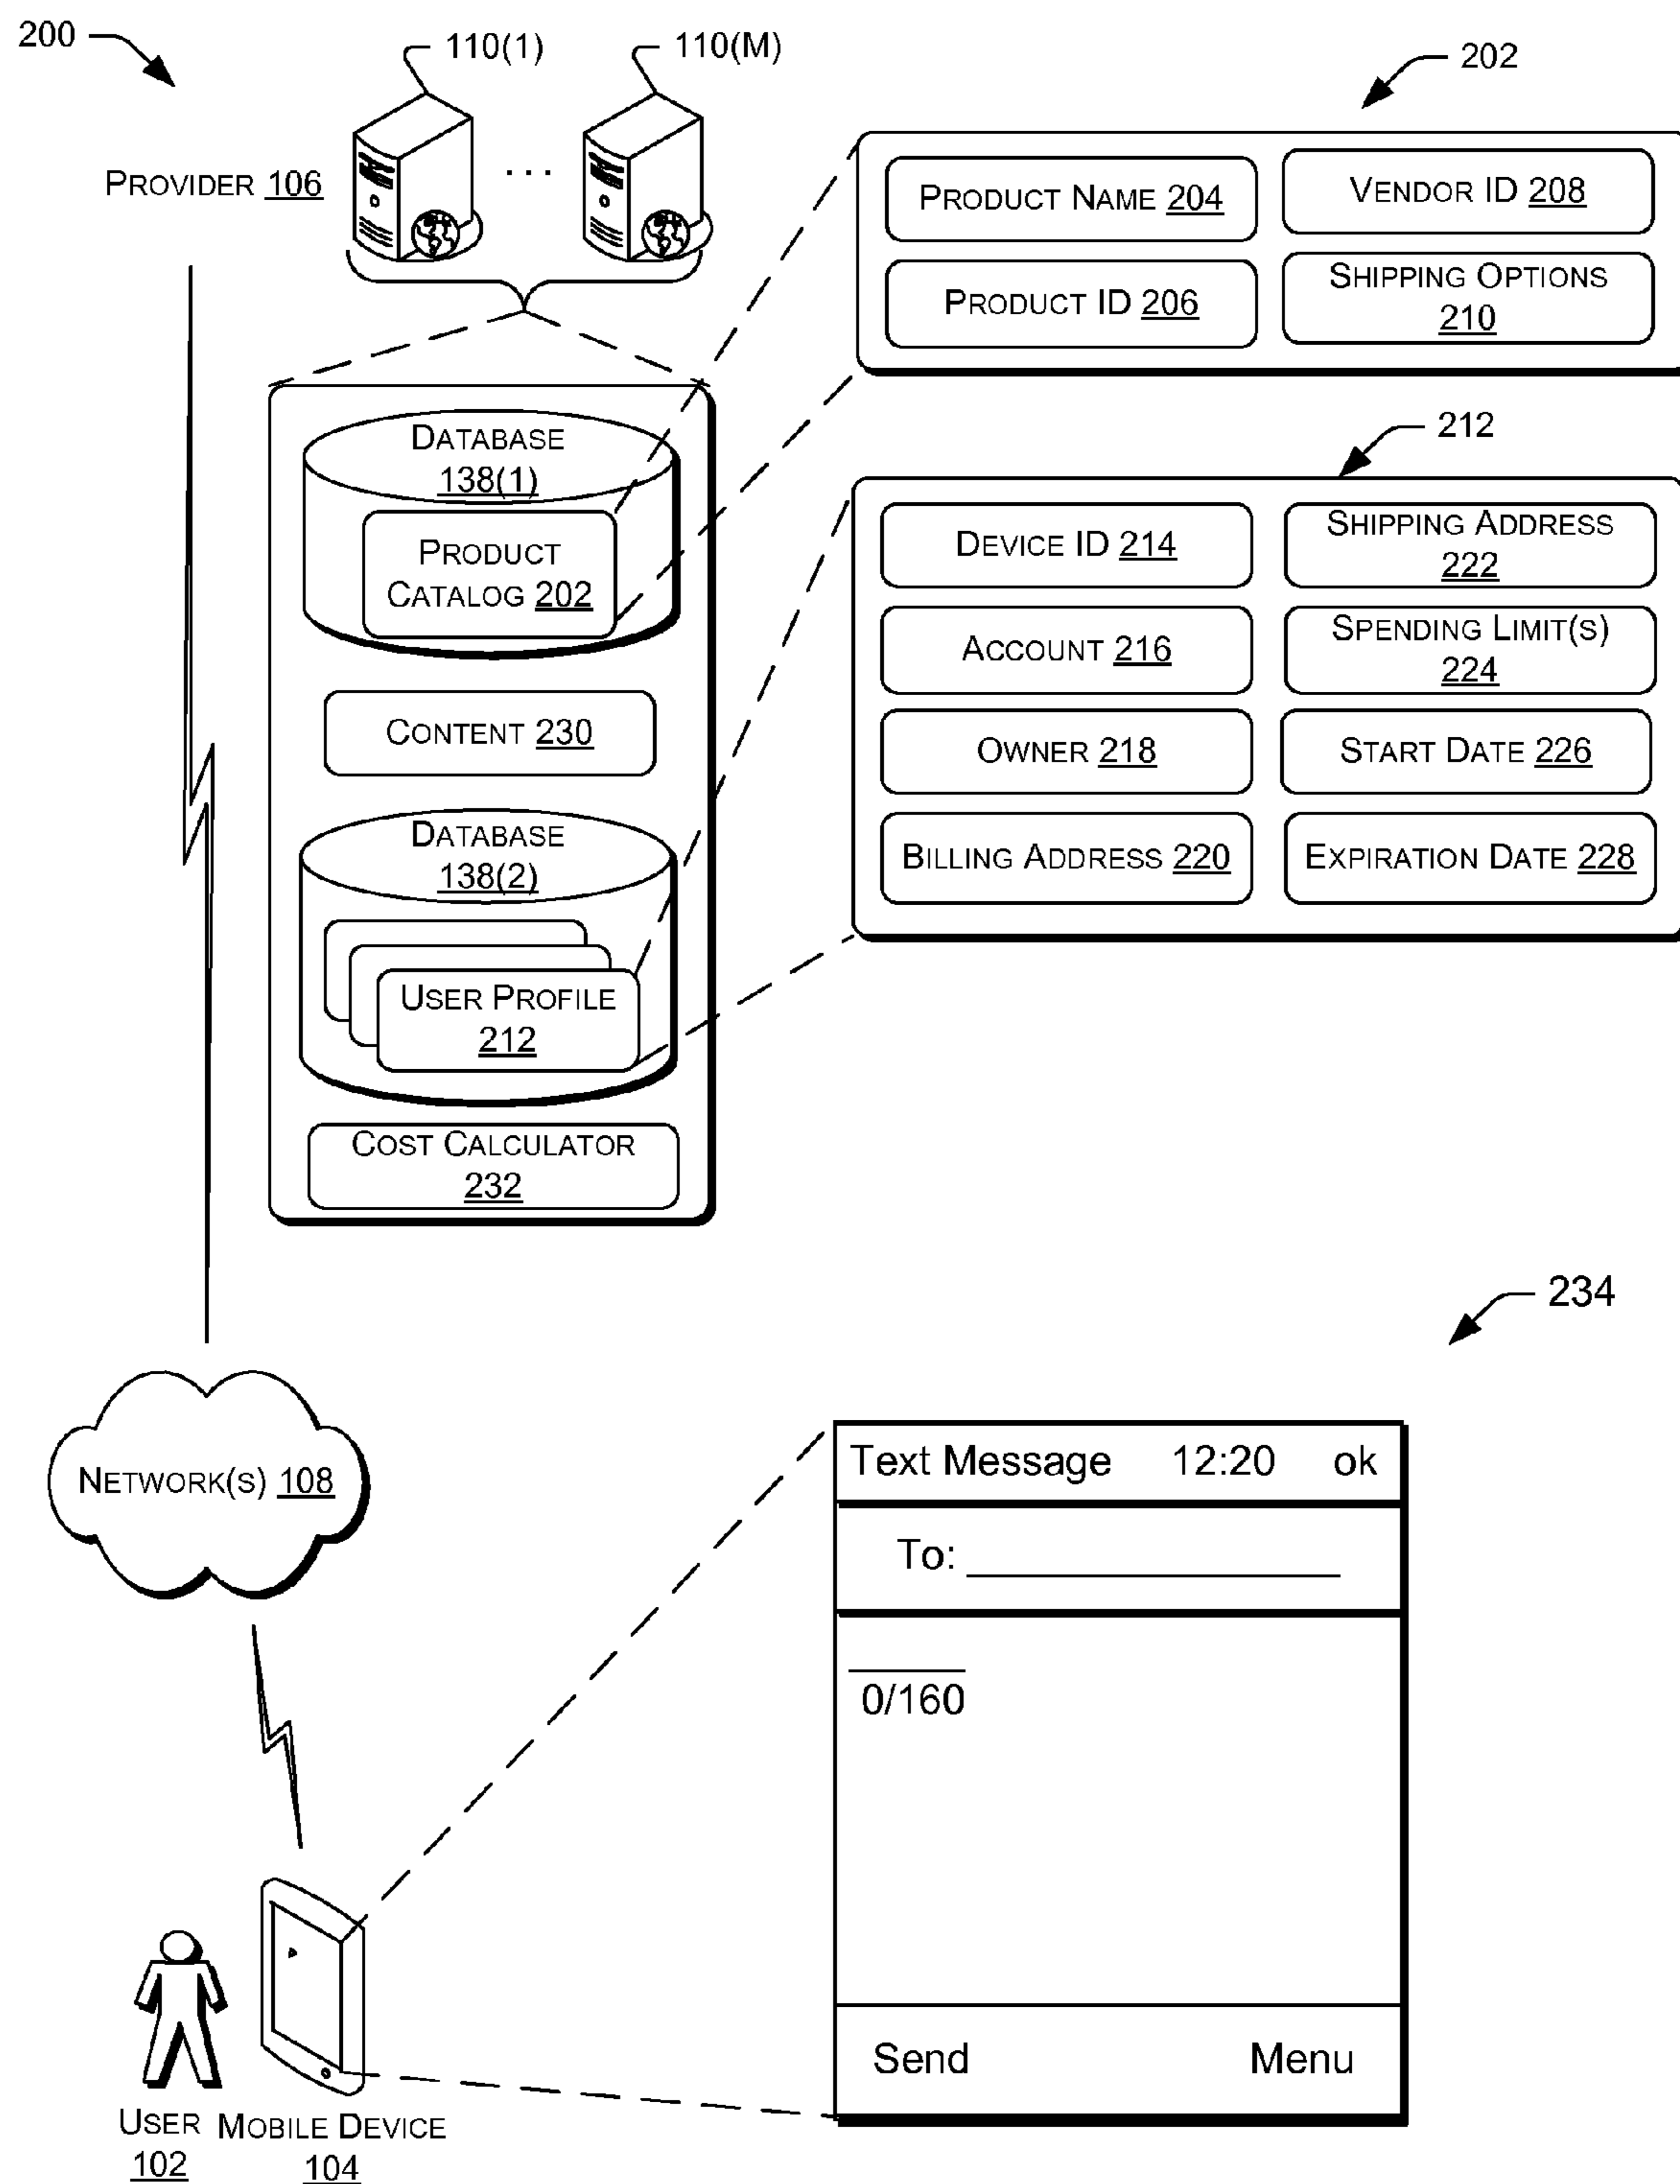 200
110(1)
110(M)
PROVIDER 106
...
202
PRODUCT NAME 204
VENDOR ID 208
PRODUCT ID 206
SHIPPING OPTIONS
210
DATABASE
138(1)
PRODUCT
CATALOG 202
CONTENT 230
DATABASE
138(2)
USER PROFILE
212
COST CALCULATOR
232
212
DEVICE ID 214
SHIPPING ADDRESS
222
ACCOUNT 216
SPENDING LIMIT(S)
224
OWNER 218
START DATE 226
BILLING ADDRESS 220
EXPIRATION DATE 228
NETWORK(S) 108
234
Text Message 12:20 ok
To:
0/160
Send Menu
USER
102
MOBILE DEVICE
104